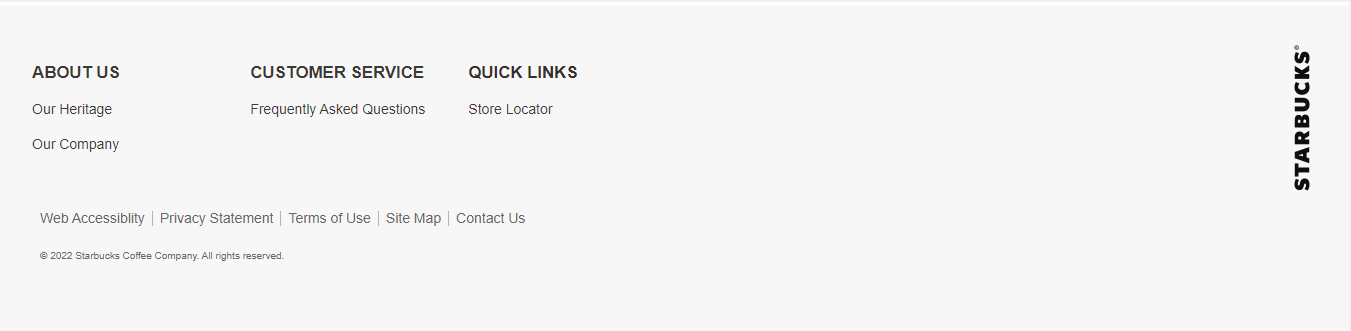 ABOUT US
Our Heritage
Our Company
CUSTOMER SERVICE
Frequently Asked Questions
QUICK LINKS
Store Locator
STARBUCKS®
Web Accessiblity | Privacy Statement | Terms of Use | Site Map | Contact Us
© 2022 Starbucks Coffee Company. All rights reserved.